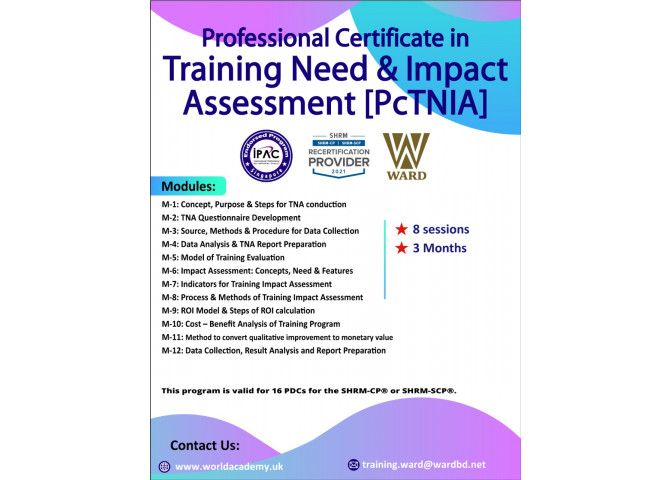 Professional Certificate in
Training Need & Impact
Assessment [PcTNIA]
Endorsed Program
iPAC
Singapore
SHRM
SHRM-CP | SHRM-SCP
RECERTIFICATION
PROVIDER
2021
WARD
Modules:
M-1: Concept, Purpose & Steps for TNA conduction
M-2: TNA Questionnaire Development
M-3: Source, Methods & Procedure for Data Collection
M-4: Data Analysis & TNA Report Preparation
M-5: Model of Training Evaluation
M-6: Impact Assessment: Concepts, Need & Features
M-7: Indicators for Training Impact Assessment
M-8: Process & Methods of Training Impact Assessment
M-9: ROI Model & Steps of ROI calculation
M-10: Cost – Benefit Analysis of Training Program
M-11: Method to convert qualitative improvement to monetary value
M-12: Data Collection, Result Analysis and Report Preparation
8 sessions
3 Months
This program is valid for 16 PDCs for the SHRM-CP® or SHRM-SCP®.
Contact Us:
www.worldacademy.uk
training.ward@wardbd.net